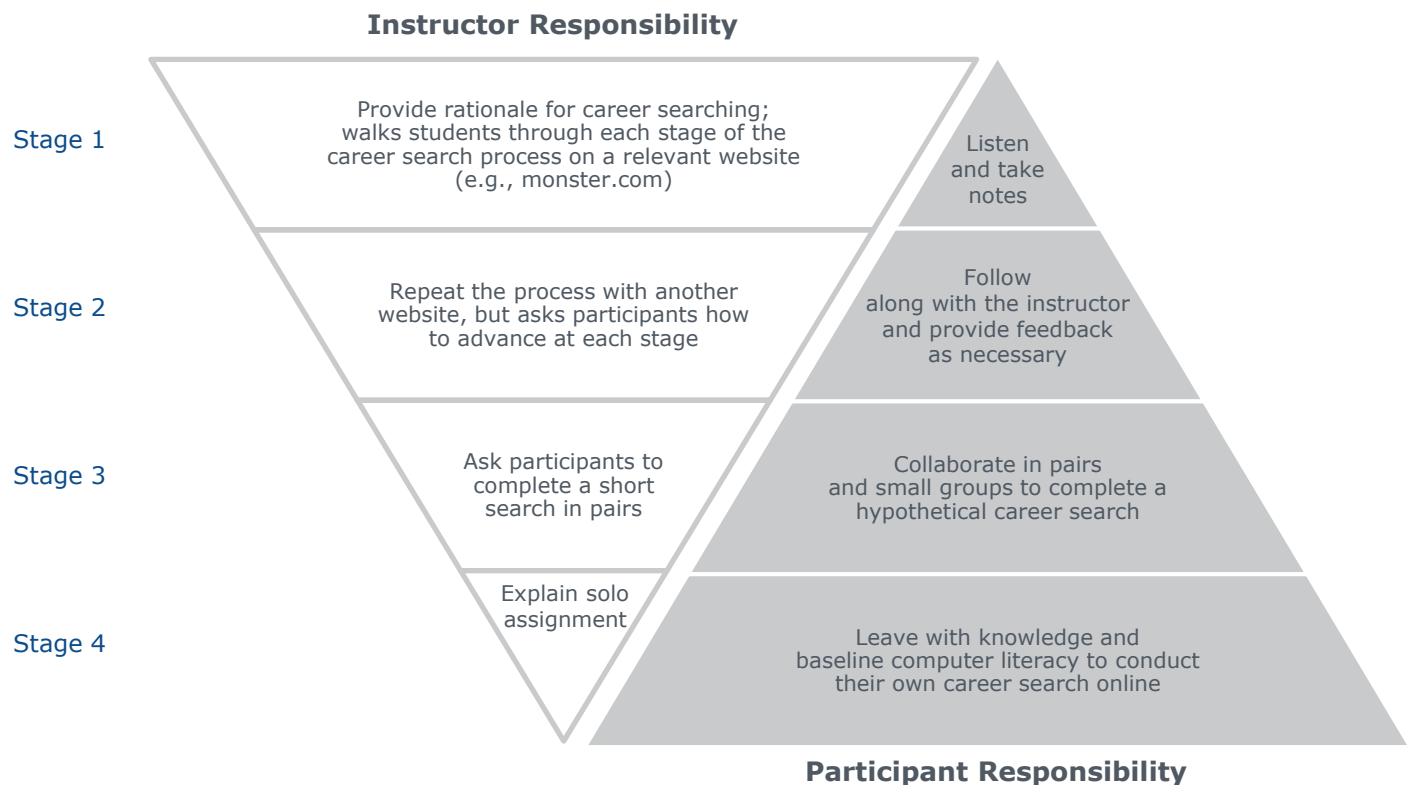 Instructor Responsibility
Stage 1
Provide rationale for career searching;
walks students through each stage of the
career search process on a relevant website
(e.g., monster.com)
Listen
and take
notes
Stage 2
Repeat the process with another
website, but asks participants how
to advance at each stage
Follow
along with the instructor
and provide feedback
as necessary
Stage 3
Ask participants to
complete a short
search in pairs
Collaborate in pairs
and small groups to complete a
hypothetical career search
Stage 4
Explain solo
assignment
Leave with knowledge and
baseline computer literacy to conduct
their own career search online
Participant Responsibility